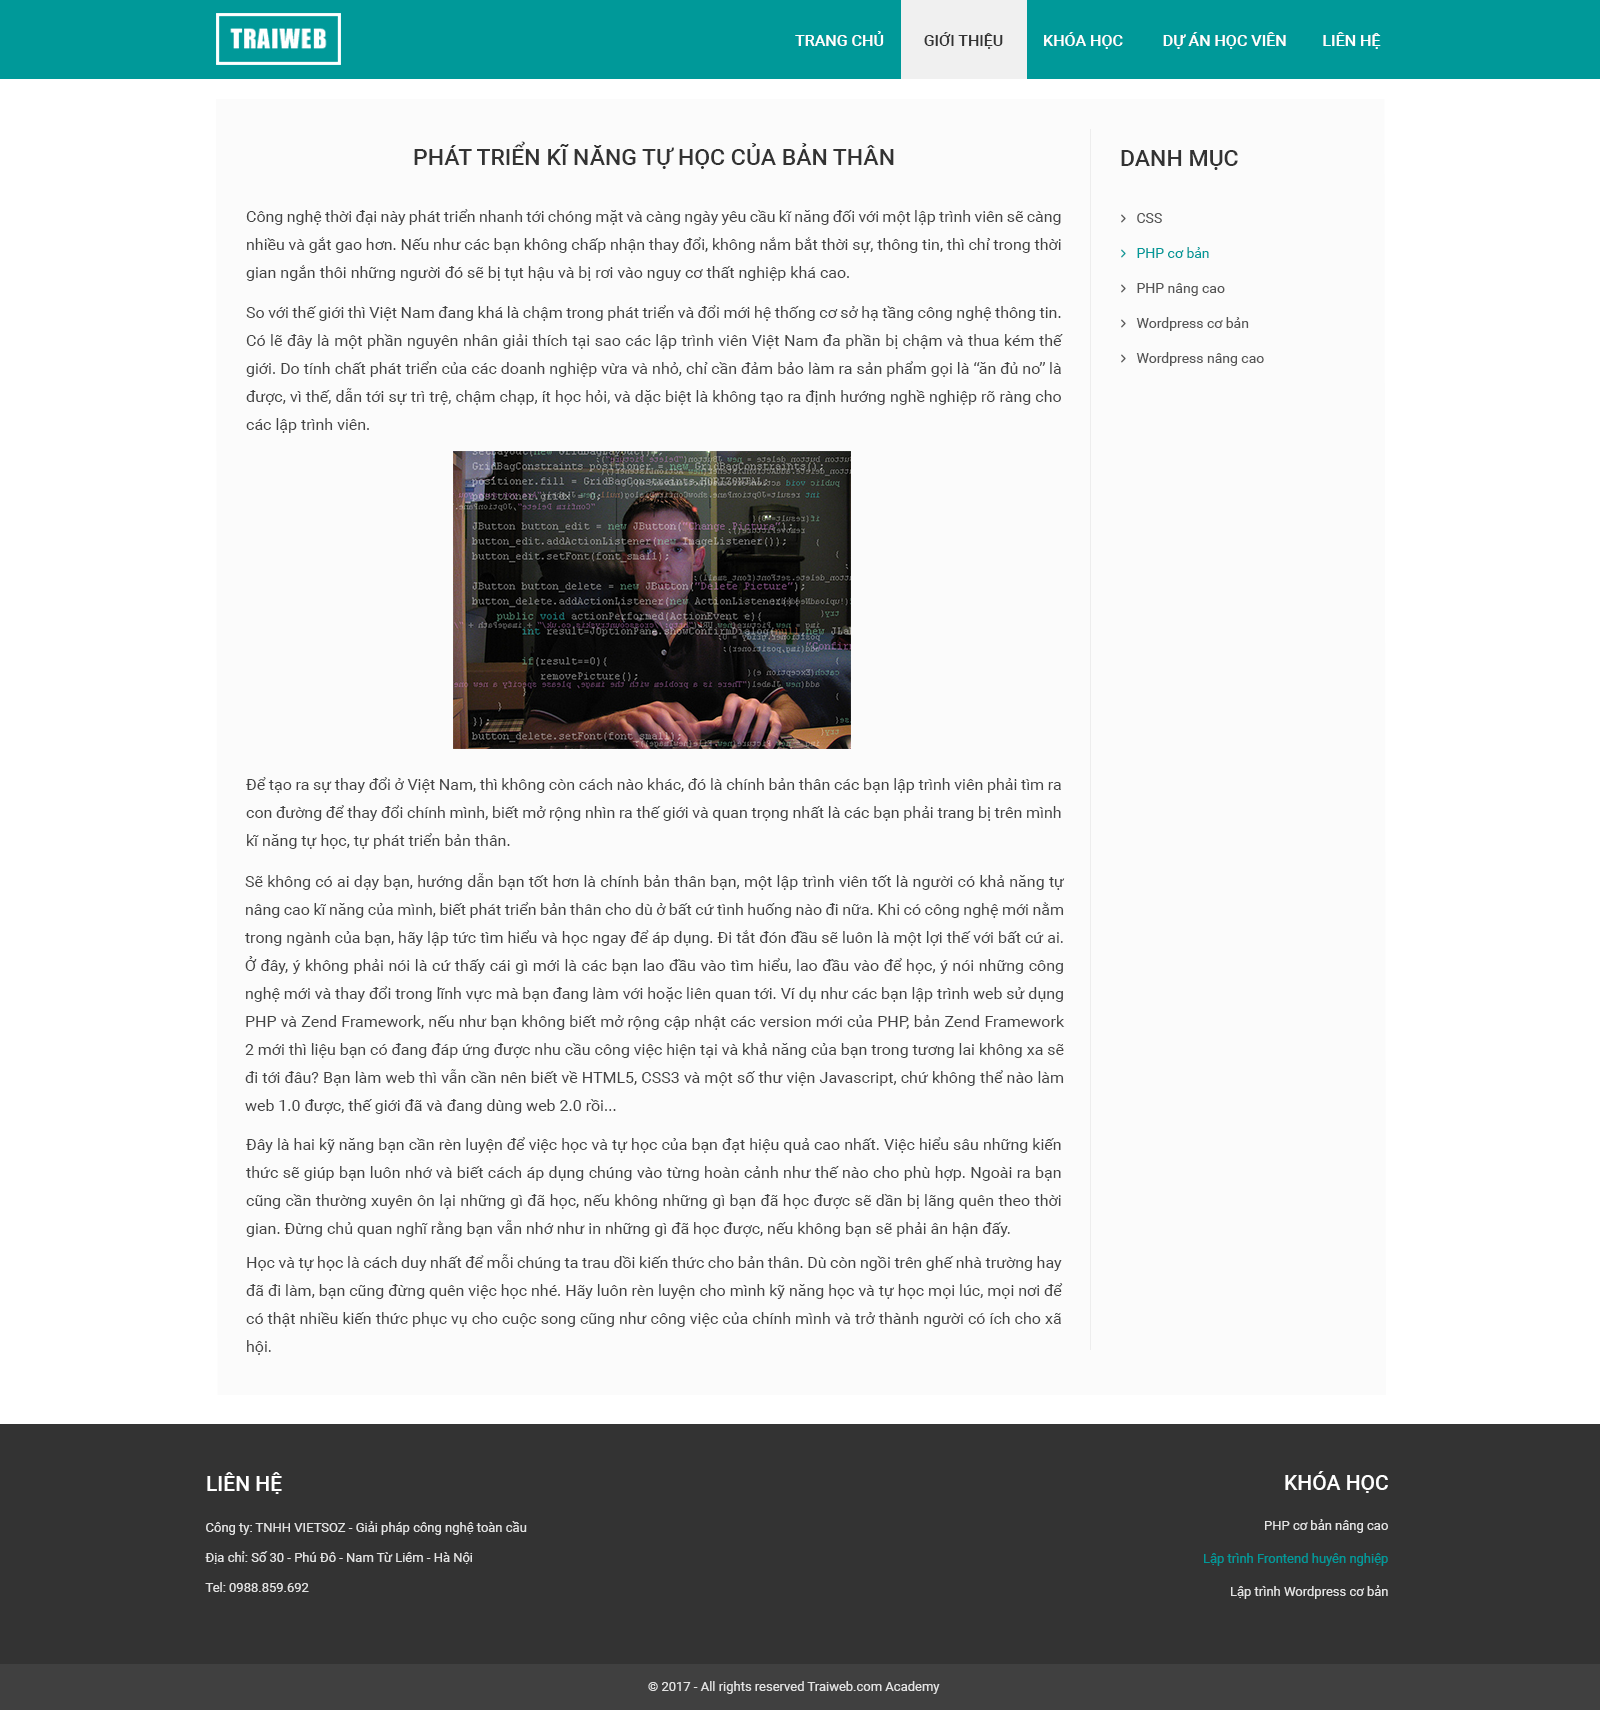 TRAIWEB
TRANG CHỦ
GIỚI THIỆU
KHÓA HỌC
DỰ ÁN HỌC VIÊN
LIÊN HỆ
PHÁT TRIỂN KĨ NĂNG TỰ HỌC CỦA BẢN THÂN
Công nghệ thời đại này phát triển nhanh tới chóng mặt và càng ngày yêu cầu kĩ năng đối với một lập trình viên sẽ càng
nhiều và gắt gao hơn. Nếu như các bạn không chấp nhận thay đổi, không nắm bắt thời sự, thông tin, thì chỉ trong thời
gian ngắn thôi những người đó sẽ bị tụt hậu và bị rơi vào nguy cơ thất nghiệp khá cao.
So với thế giới thì Việt Nam đang khá là chậm trong phát triển và đổi mới hệ thống cơ sở hạ tầng công nghệ thông tin.
Có lẽ đây là một phần nguyên nhân giải thích tại sao các lập trình viên Việt Nam đa phần bị chậm và thua kém thế
giới. Do tính chất phát triển của các doanh nghiệp vừa và nhỏ, chỉ cần đảm bảo làm ra sản phẩm gọi là “ăn đủ no” là
được, vì thế, dẫn tới sự trì trệ, chậm chạp, ít học hỏi, và dặc biệt là không tạo ra định hướng nghề nghiệp rõ ràng cho
các lập trình viên.
GridBagConstraints positioner = new GridBagConstraints();
positioner.fill = GridBagConstraints.HORIZONTAL;
positioner.gridx = 0;
JButton button_edit = new JButton("Change Picture");
button_edit.addActionListener(new ImageListener());
button_edit.setFont(font_small);
JButton button_delete = new JButton("Delete Picture");
button_delete.addActionListener(new ActionListener(){
public void actionPerformed(ActionEvent e){
int result=JOptionPane.showConfirmDialog(null,new JLa
"Confirm
if(result==0){
removePicture();
}
}
});
button_delete.setFont(font_small);
Để tạo ra sự thay đổi ở Việt Nam, thì không còn cách nào khác, đó là chính bản thân các bạn lập trình viên phải tìm ra
con đường để thay đổi chính mình, biết mở rộng nhìn ra thế giới và quan trọng nhất là các bạn phải trang bị trên mình
kĩ năng tự học, tự phát triển bản thân.
Sẽ không có ai dạy bạn, hướng dẫn bạn tốt hơn là chính bản thân bạn, một lập trình viên tốt là người có khả năng tự
nâng cao kĩ năng của mình, biết phát triển bản thân cho dù ở bất cứ tình huống nào đi nữa. Khi có công nghệ mới nằm
trong ngành của bạn, hãy lập tức tìm hiểu và học ngay để áp dụng. Đi tắt đón đầu sẽ luôn là một lợi thế với bất cứ ai.
Ở đây, ý không phải nói là cứ thấy cái gì mới là các bạn lao đầu vào tìm hiểu, lao đầu vào để học, ý nói những công
nghệ mới và thay đổi trong lĩnh vực mà bạn đang làm với hoặc liên quan tới. Ví dụ như các bạn lập trình web sử dụng
PHP và Zend Framework, nếu như bạn không biết mở rộng cập nhật các version mới của PHP, bản Zend Framework
2 mới thì liệu bạn có đang đáp ứng được nhu cầu công việc hiện tại và khả năng của bạn trong tương lai không xa sẽ
đi tới đâu? Bạn làm web thì vẫn cần nên biết về HTML5, CSS3 và một số thư viện Javascript, chứ không thể nào làm
web 1.0 được, thế giới đã và đang dùng web 2.0 rồi...
Đây là hai kỹ năng bạn cần rèn luyện để việc học và tự học của bạn đạt hiệu quả cao nhất. Việc hiểu sâu những kiến
thức sẽ giúp bạn luôn nhớ và biết cách áp dụng chúng vào từng hoàn cảnh như thế nào cho phù hợp. Ngoài ra bạn
cũng cần thường xuyên ôn lại những gì đã học, nếu không những gì bạn đã học được sẽ dần bị lãng quên theo thời
gian. Đừng chủ quan nghĩ rằng bạn vẫn nhớ như in những gì đã học được, nếu không bạn sẽ phải ân hận đấy.
Học và tự học là cách duy nhất để mỗi chúng ta trau dồi kiến thức cho bản thân. Dù còn ngồi trên ghế nhà trường hay
đã đi làm, bạn cũng đừng quên việc học nhé. Hãy luôn rèn luyện cho mình kỹ năng học và tự học mọi lúc, mọi nơi để
có thật nhiều kiến thức phục vụ cho cuộc song cũng như công việc của chính mình và trở thành người có ích cho xã
hội.
DANH MỤC
CSS
PHP cơ bản
PHP nâng cao
Wordpress cơ bản
Wordpress nâng cao
LIÊN HỆ
Công ty: TNHH VIETSOZ - Giải pháp công nghệ toàn cầu
Địa chỉ: Số 30 - Phú Đô - Nam Từ Liêm - Hà Nội
Tel: 0988.859.692
KHÓA HỌC
PHP cơ bản nâng cao
Lập trình Frontend huyên nghiệp
Lập trình Wordpress cơ bản
© 2017 - All rights reserved Traiweb.com Academy